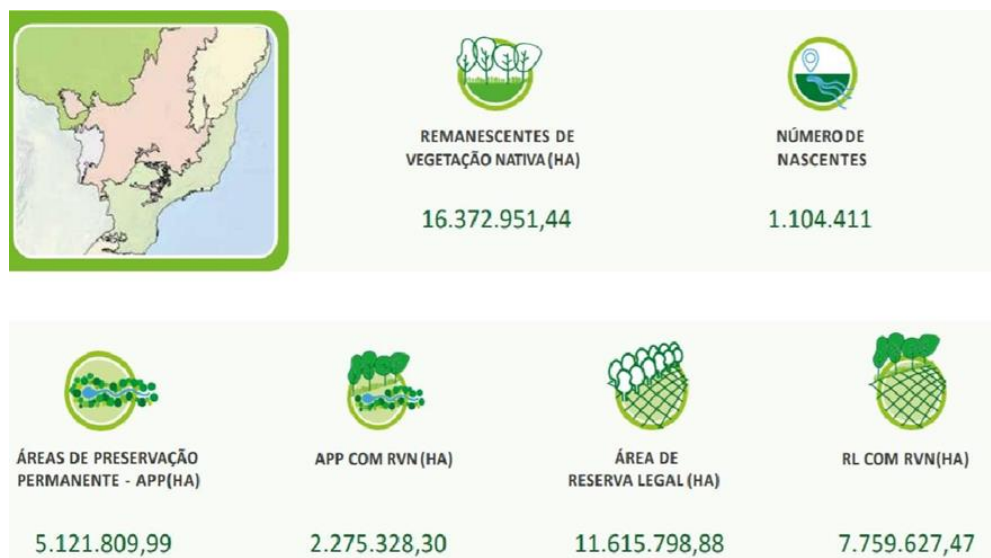 REMANESCENTES DE
VEGETAÇÃO NATIVA (HA)
16.372.951,44
NÚMERO DE
NASCENTES
1.104.411
ÁREAS DE PRESERVAÇÃO
PERMANENTE - APP(HA)
5.121.809,99
APP COM RVN (HA)
2.275.328,30
ÁREA DE
RESERVA LEGAL (HA)
11.615.798,88
RL COM RVN(HA)
7.759.627,47